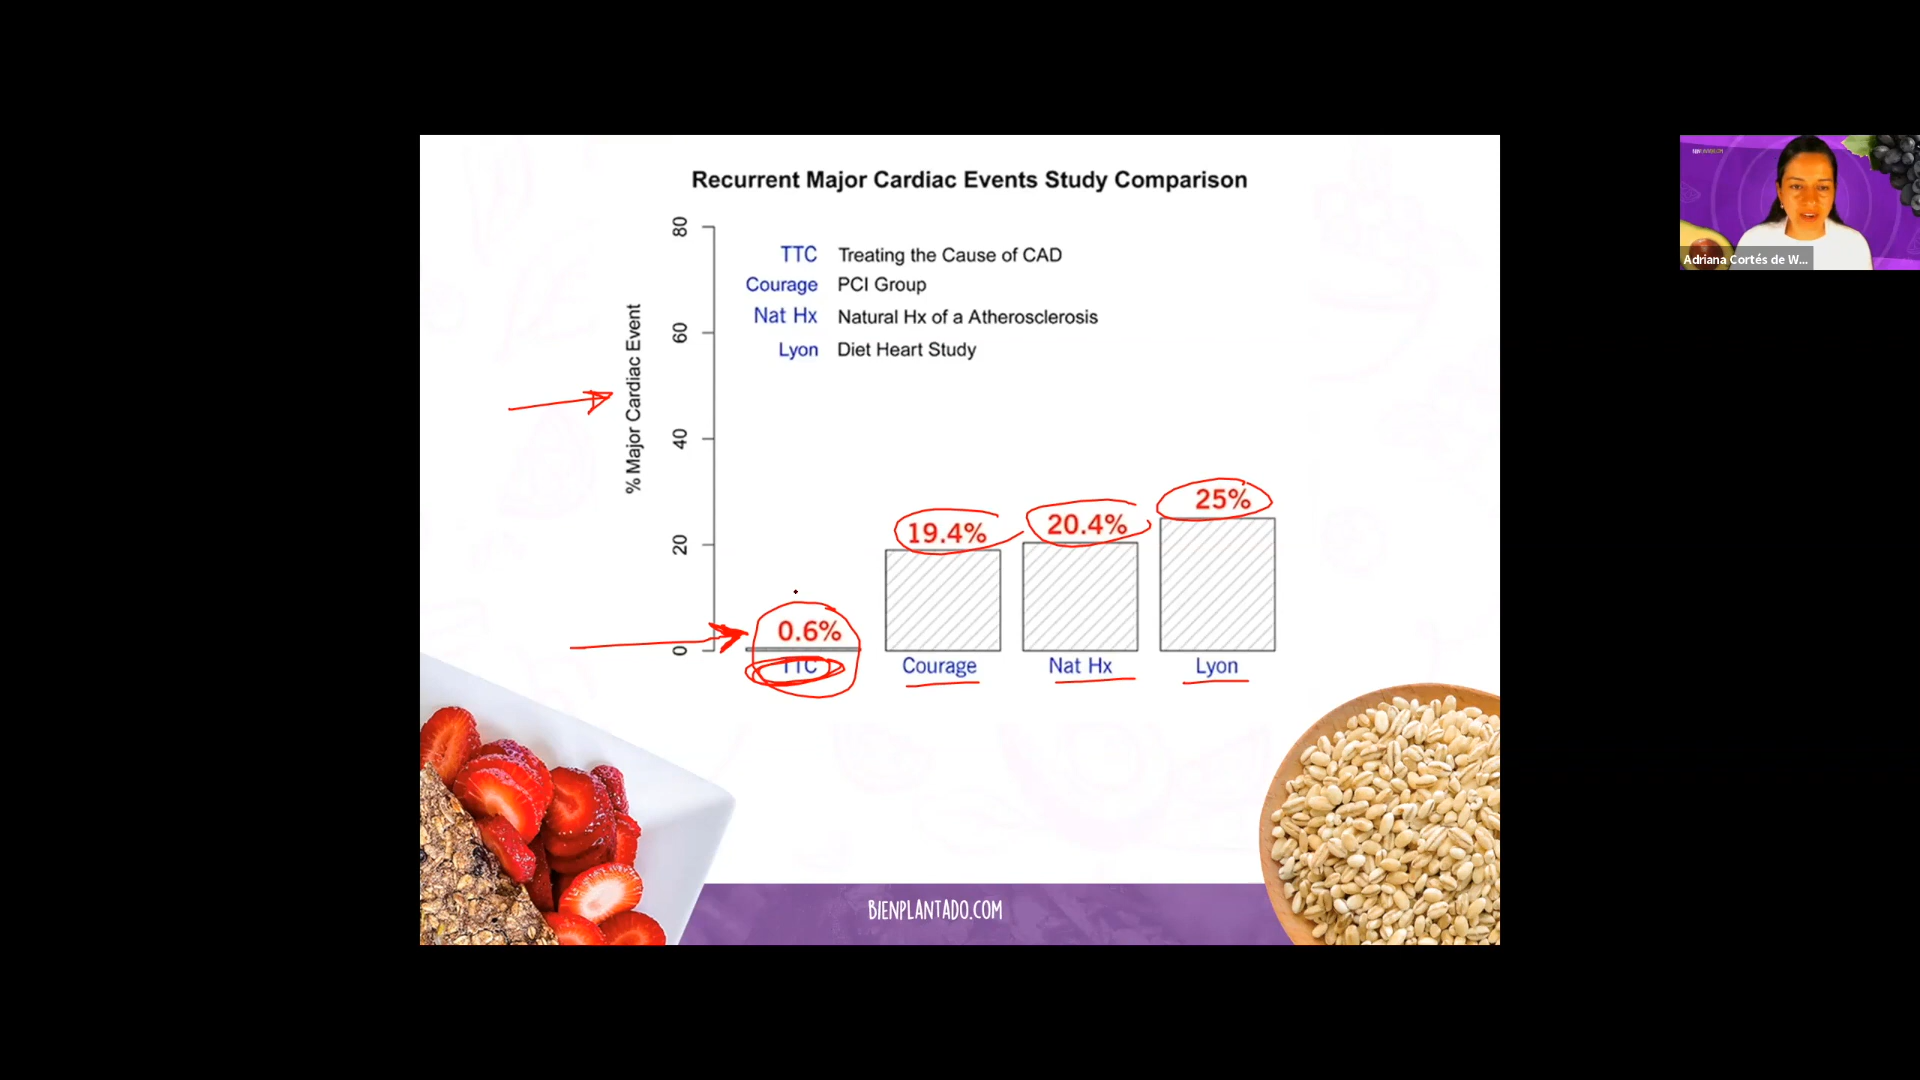 Recurrent Major Cardiac Events Study Comparison
80
60
40
20
0
% Major Cardiac Event
TTC Treating the Cause of CAD
Courage PCI Group
Nat Hx Natural Hx of a Atherosclerosis
Lyon Diet Heart Study
0.6%
19.4%
20.4%
25%
TTC
Courage
Nat Hx
Lyon
BIENPLANTADO.COM
Adriana Cortés de W...